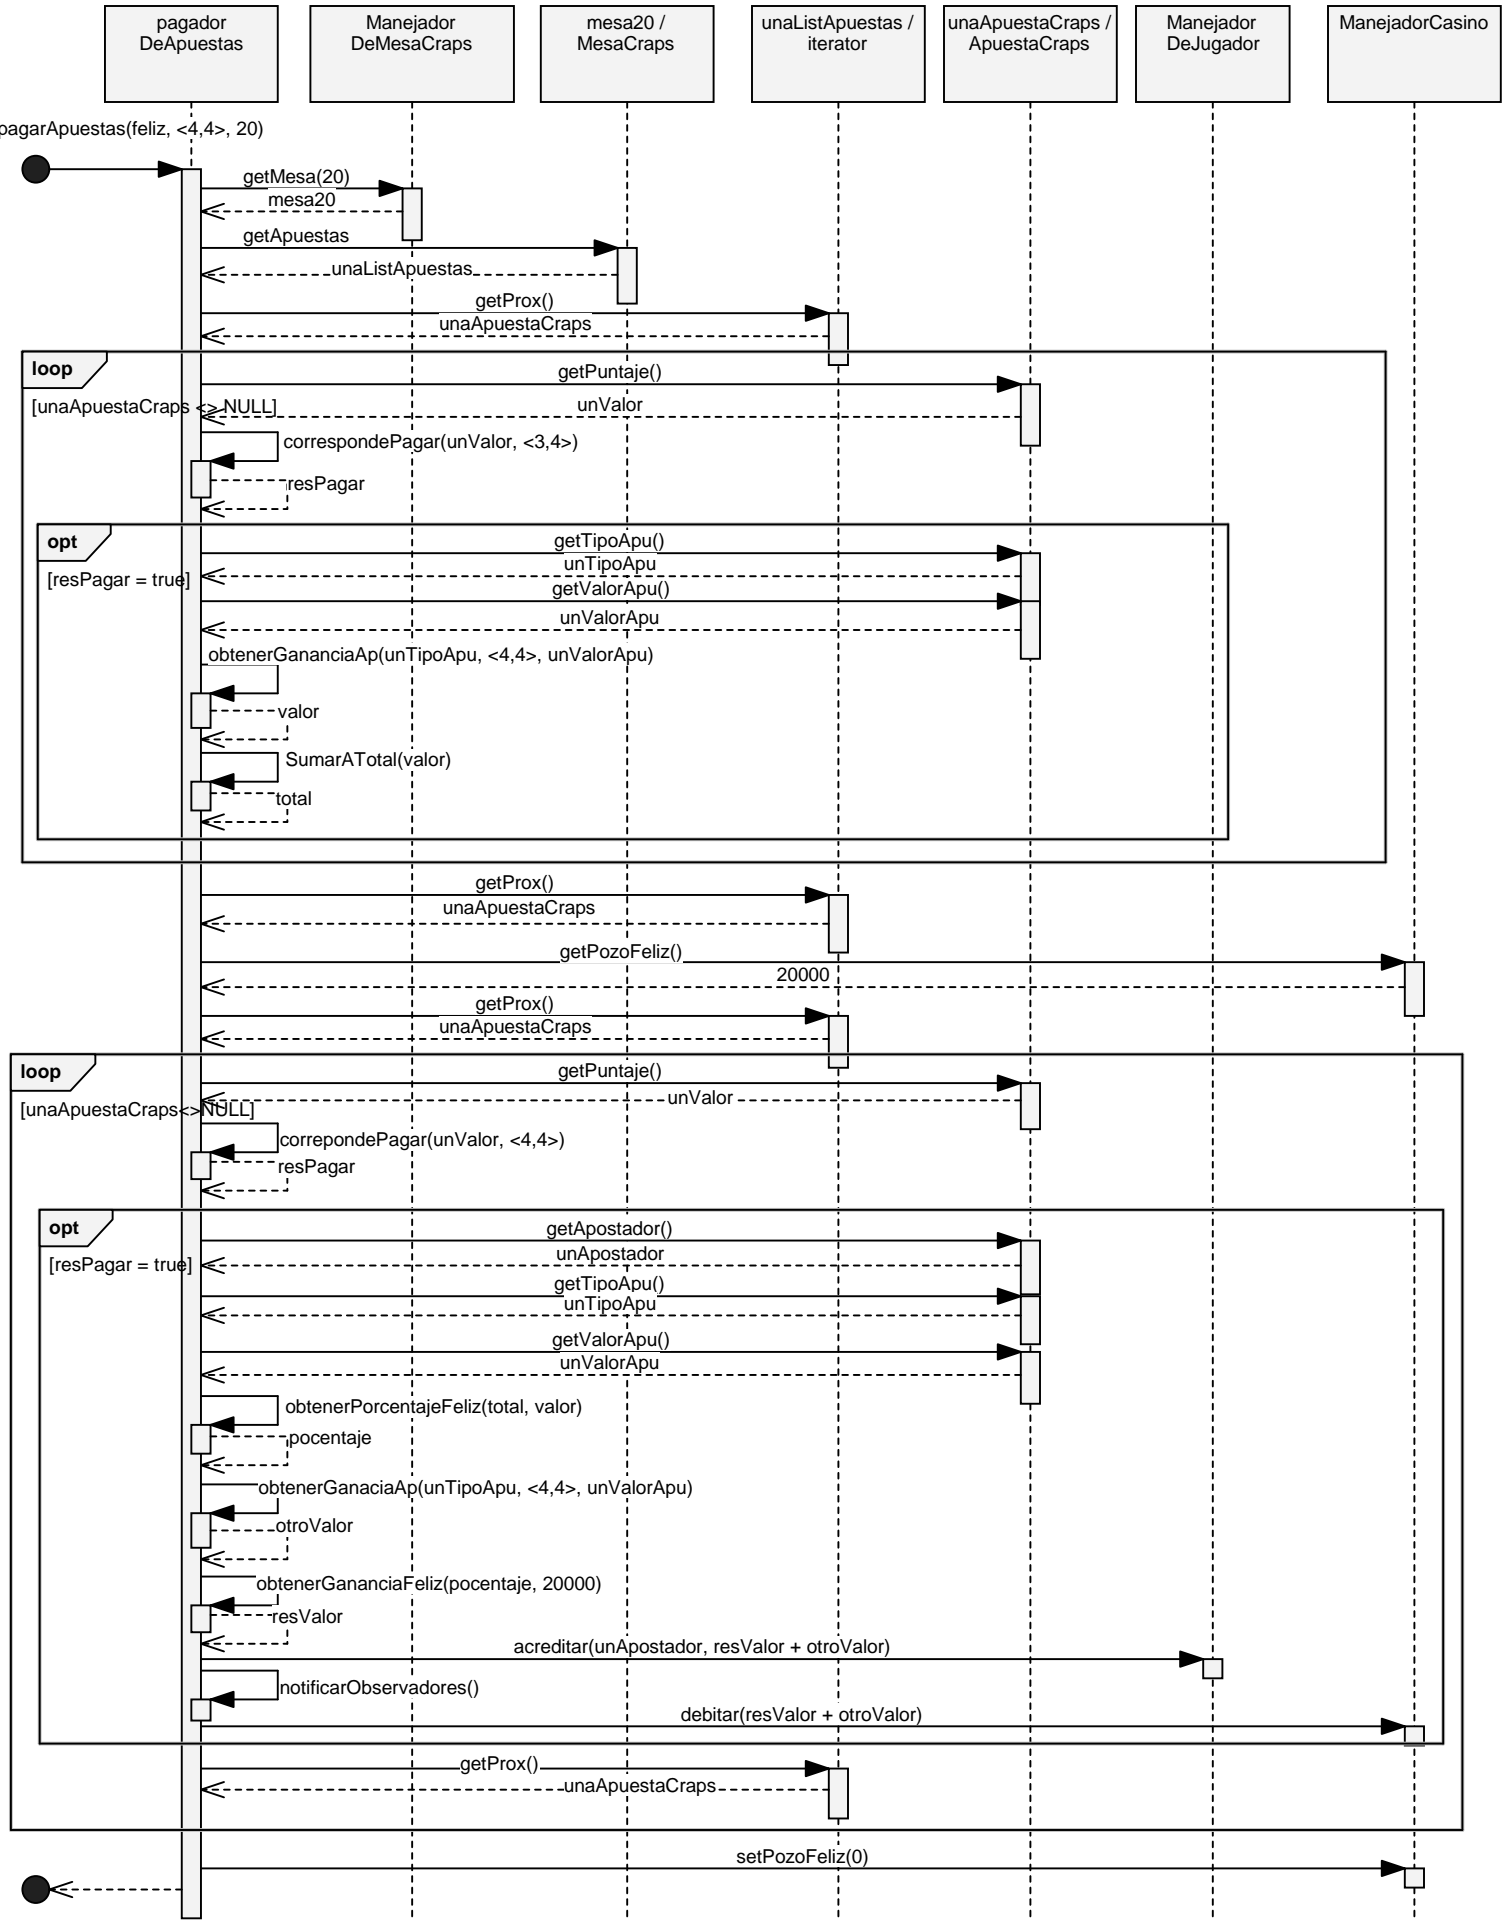 pagador
DeApuestas
Manejador
DeMesaCraps
mesa20 /
MesaCraps
unaListApuestas /
iterator
unaApuestaCraps /
ApuestaCraps
Manejador
DeJugador
ManejadorCasino
pagarApuestas(feliz, <4,4>, 20)
getMesa(20)
mesa20
getApuestas
unaListApuestas
getProx()
unaApuestaCraps
loop
getPuntaje()
[unaApuestaCraps <> NULL]
unValor
correspondePagar(unValor, <3,4>)
resPagar
opt
getTipoApu()
unTipoApu
[resPagar = true]
getValorApu()
unValorApu
obtenerGananciaAp(unTipoApu, <4,4>, unValorApu)
valor
SumarATotal(valor)
total
getProx()
unaApuestaCraps
getPozoFeliz()
20000
getProx()
unaApuestaCraps
loop
getPuntaje()
unValor
[unaApuestaCraps<>NULL]
correpondePagar(unValor, <4,4>)
resPagar
opt
getApostador()
unApostador
[resPagar = true]
getTipoApu()
unTipoApu
getValorApu()
unValorApu
obtenerPorcentajeFeliz(total, valor)
pocentaje
obtenerGanaciaAp(unTipoApu, <4,4>, unValorApu)
otroValor
obtenerGananciaFeliz(pocentaje, 20000)
resValor
acreditar(unApostador, resValor + otroValor)
notificarObservadores()
debitar(resValor + otroValor)
getProx()
unaApuestaCraps
setPozoFeliz(0)